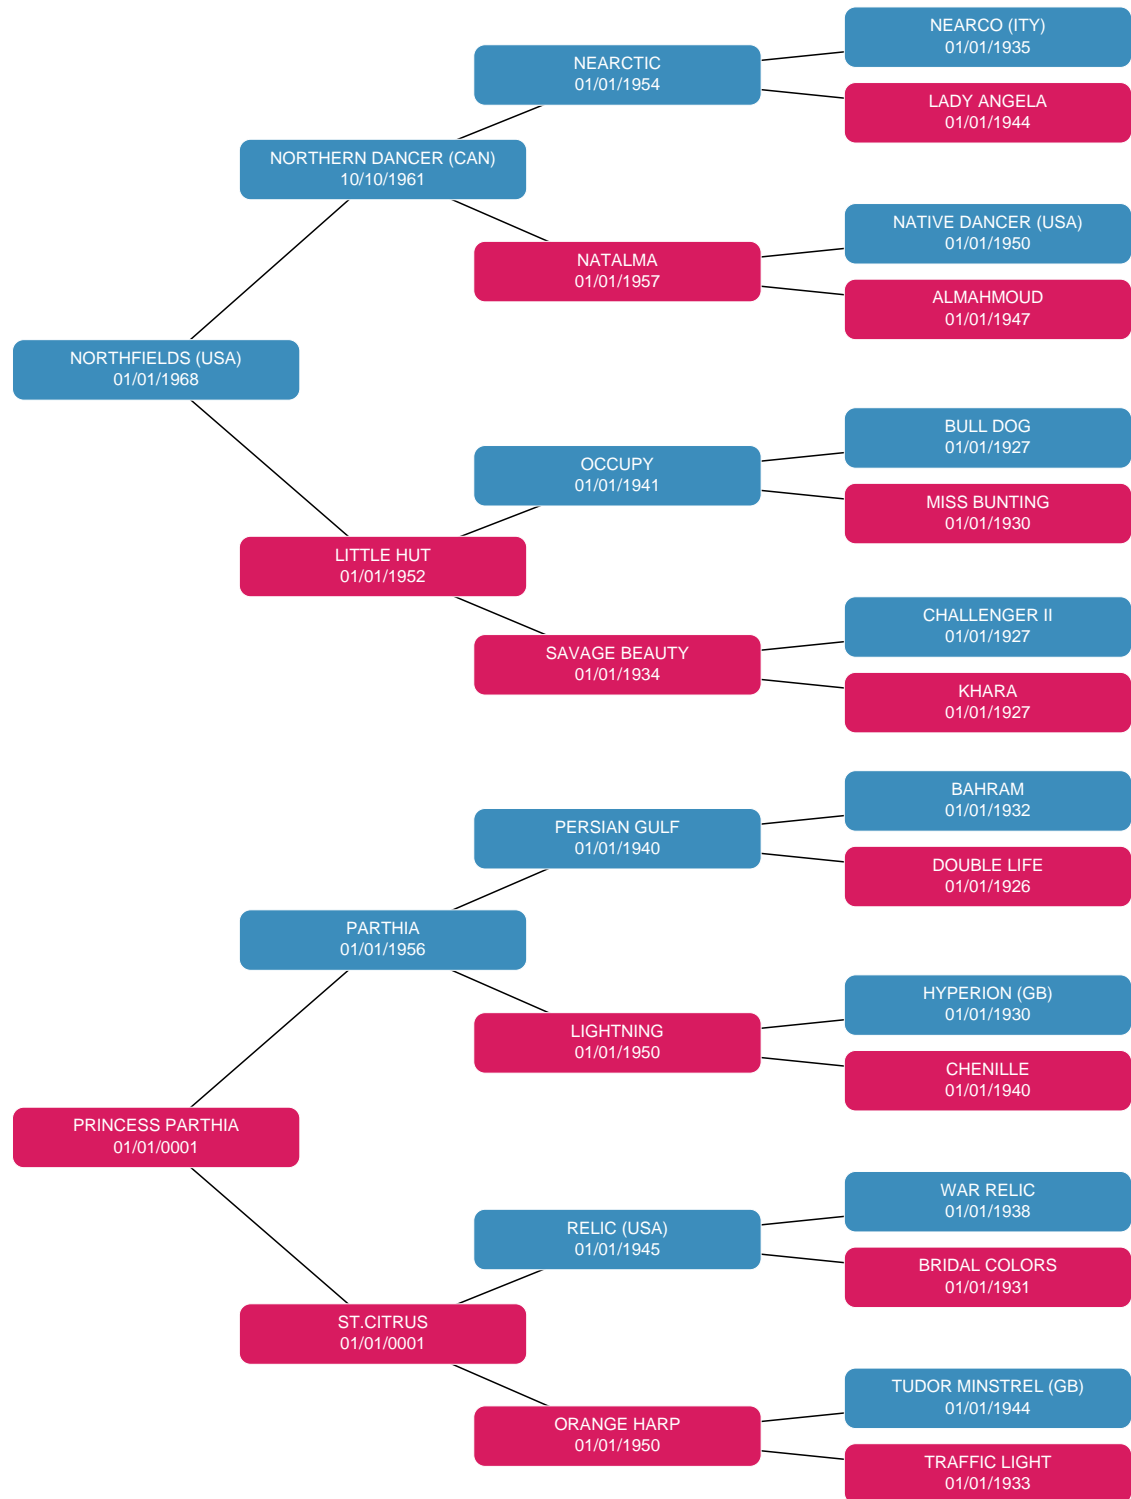 NEARCO (ITY)
01/01/1935
NEARCTIC
01/01/1954
LADY ANGELA
01/01/1944
NORTHERN DANCER (CAN)
10/10/1961
NATIVE DANCER (USA)
01/01/1950
NATALMA
01/01/1957
ALMAHMOUD
01/01/1947
NORTHFIELDS (USA)
01/01/1968
BULL DOG
01/01/1927
OCCUPY
01/01/1941
MISS BUNTING
01/01/1930
LITTLE HUT
01/01/1952
CHALLENGER II
01/01/1927
SAVAGE BEAUTY
01/01/1934
KHARA
01/01/1927
BAHRAM
01/01/1932
PERSIAN GULF
01/01/1940
DOUBLE LIFE
01/01/1926
PARTHIA
01/01/1956
HYPERION (GB)
01/01/1930
LIGHTNING
01/01/1950
CHENILLE
01/01/1940
PRINCESS PARTHIA
01/01/0001
WAR RELIC
01/01/1938
RELIC (USA)
01/01/1945
BRIDAL COLORS
01/01/1931
ST.CITRUS
01/01/0001
TUDOR MINSTREL (GB)
01/01/1944
ORANGE HARP
01/01/1950
TRAFFIC LIGHT
01/01/1933